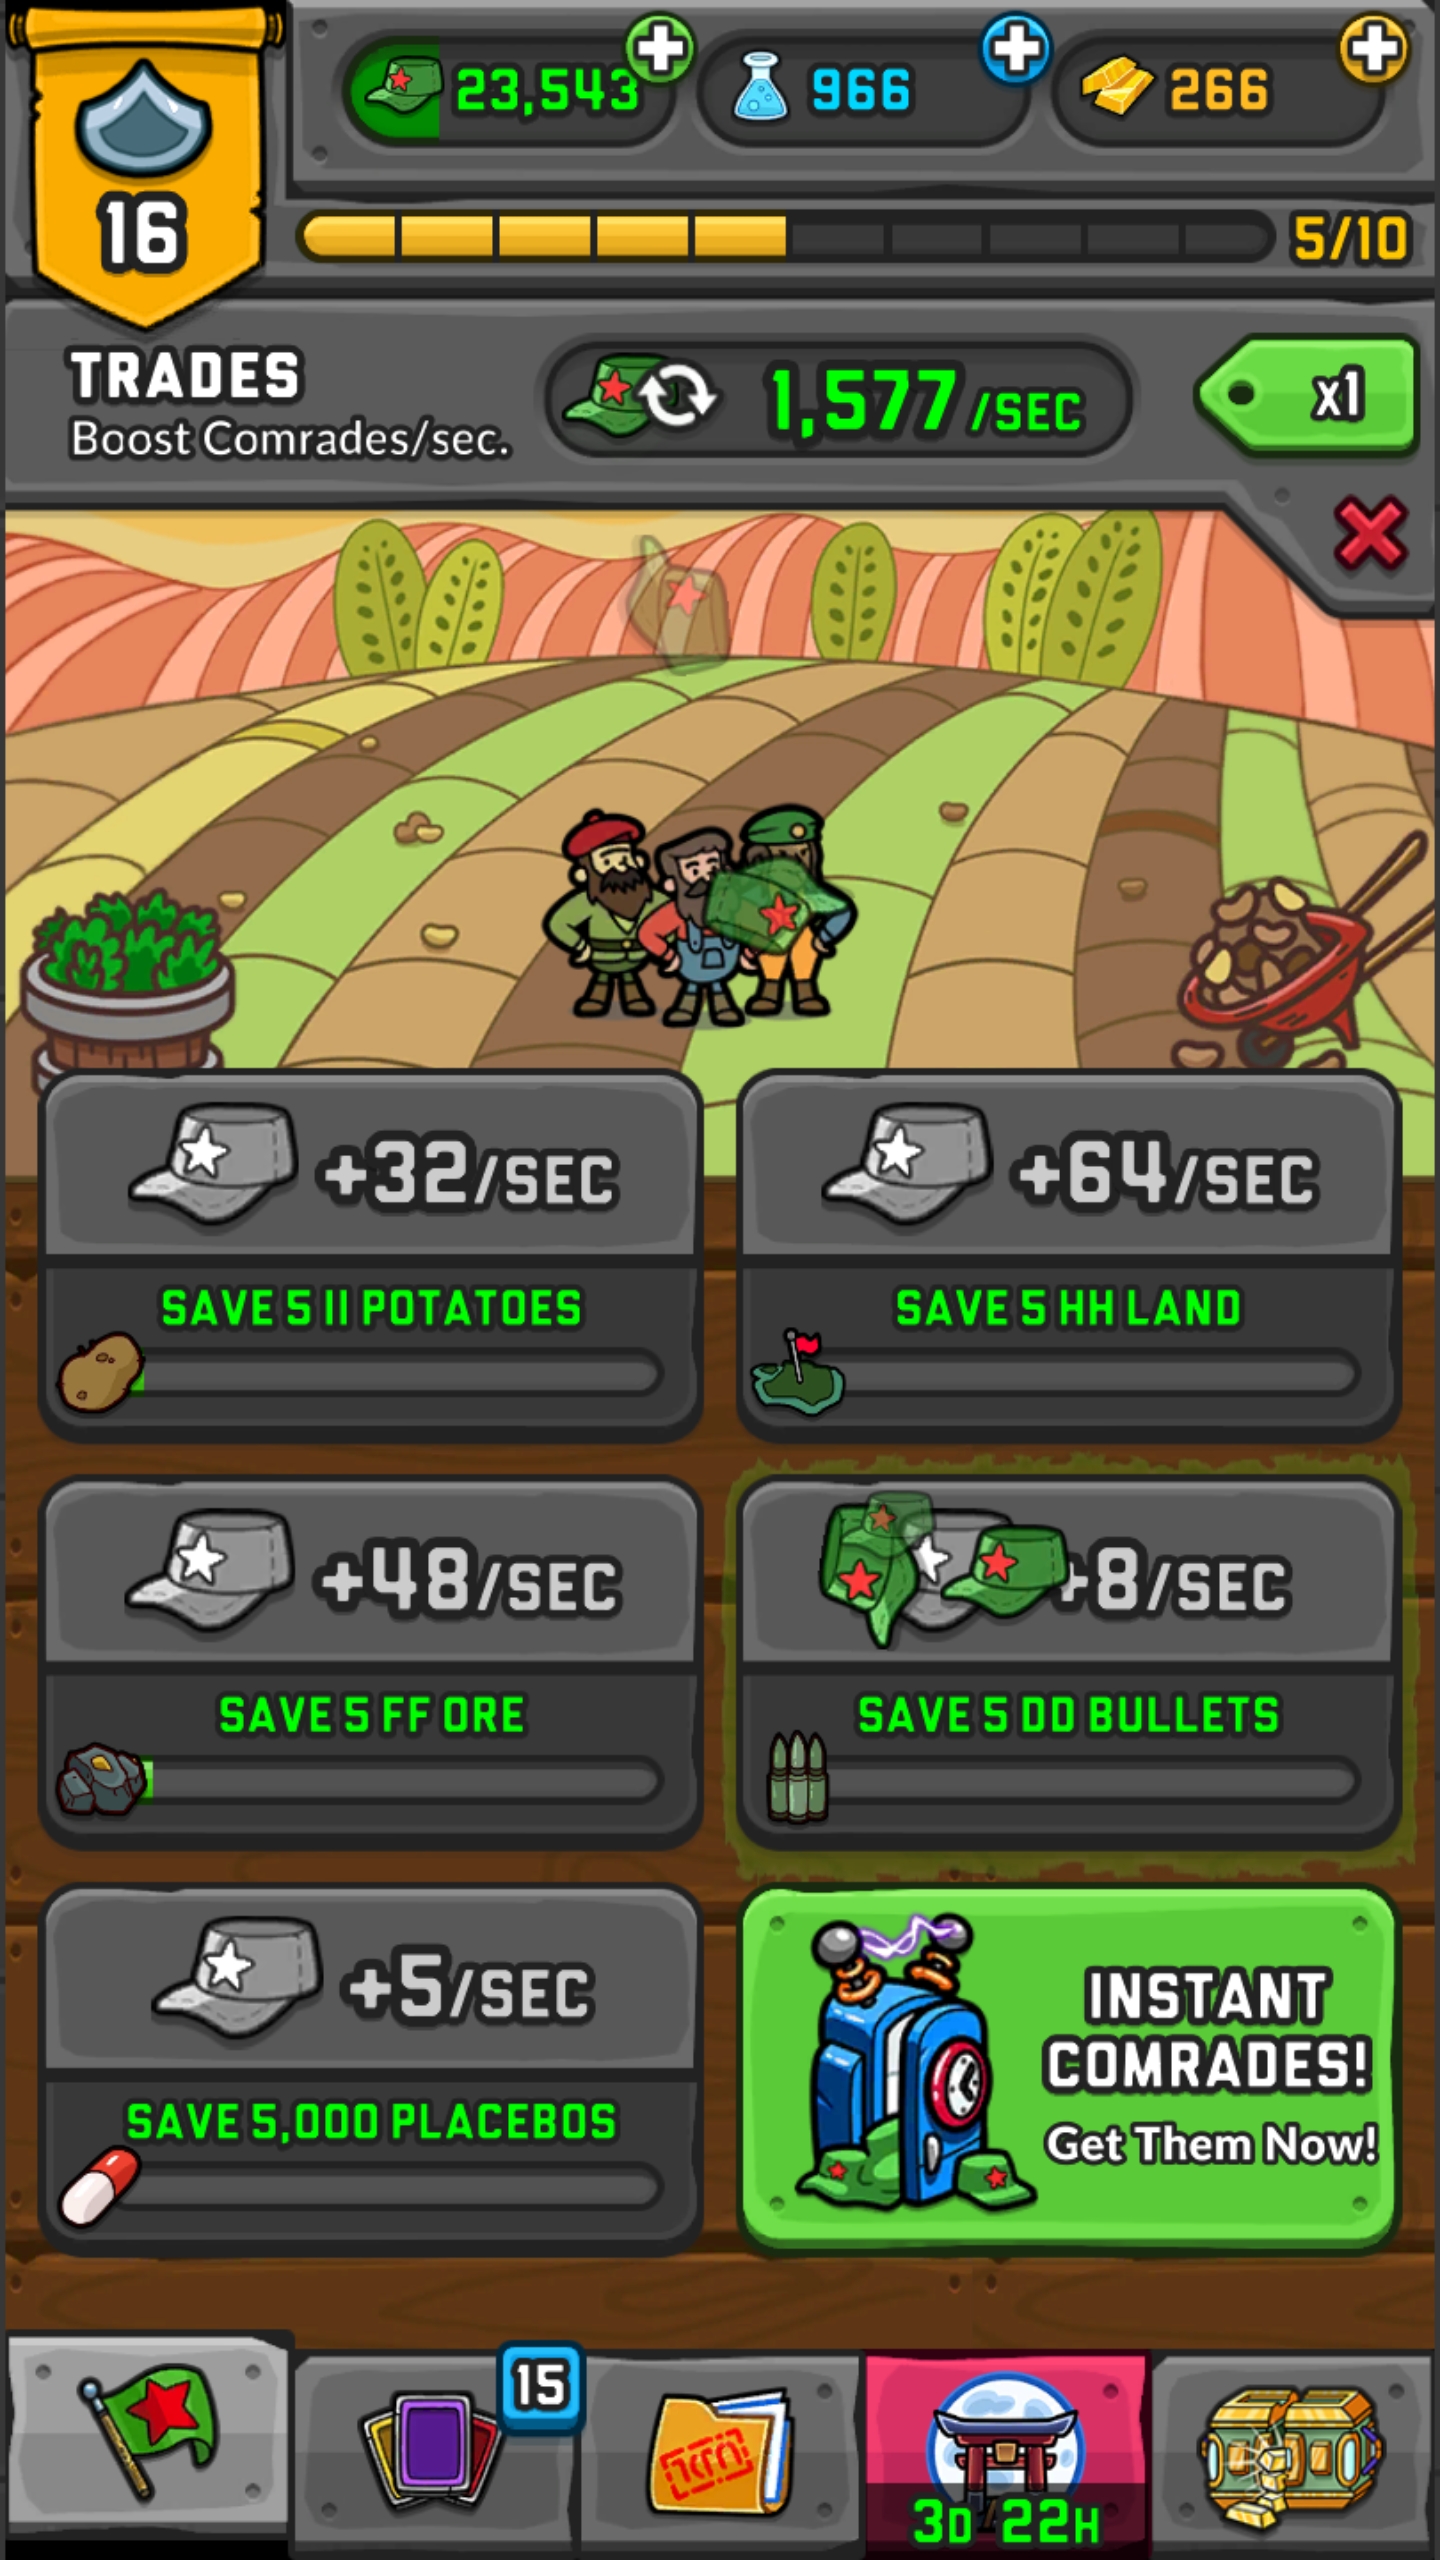 23,543
966
266
16
5/10
TRADES
Boost Comrades/sec.
1,577/SEC
x1
+32/SEC
+64/SEC
SAVE 5 II POTATOES
SAVE 5 HH LAND
+48/SEC
+8/SEC
SAVE 5 FF ORE
SAVE 5 DD BULLETS
+5/SEC
INSTANT
COMRADES!
Get Them Now!
SAVE 5,000 PLACEBOS
15
3D 22H